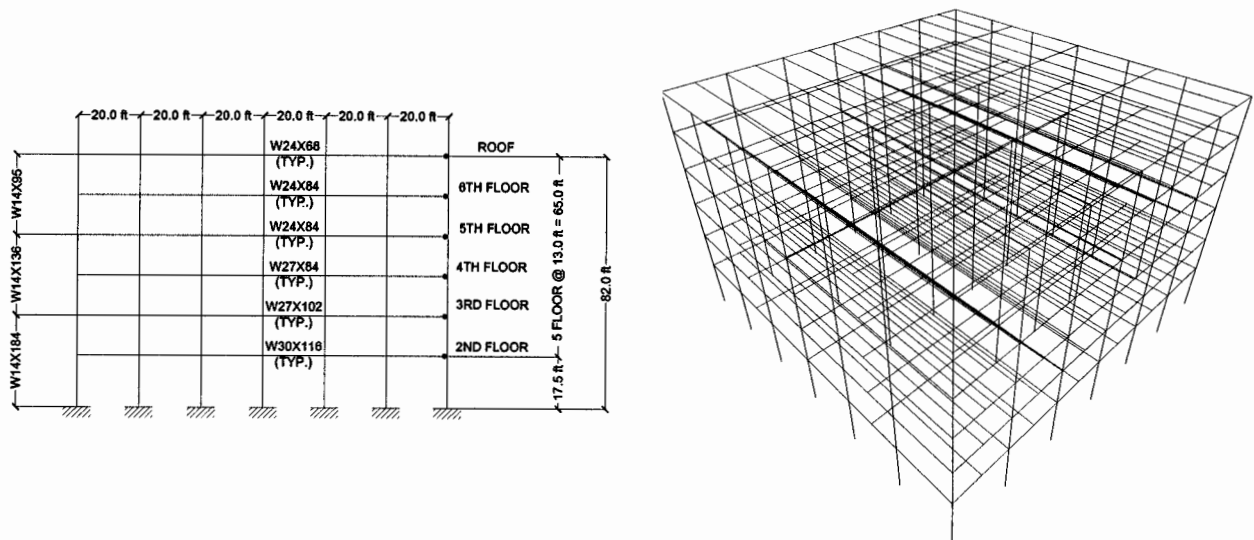 20.0 ft 20.0 ft 20.0 ft 20.0 ft 20.0 ft 20.0 ft
W24X68
(TYP.)
ROOF
W24X84
(TYP.)
6TH FLOOR
W24X84
(TYP.)
5TH FLOOR
W27X84
(TYP.)
4TH FLOOR
W27X102
(TYP.)
3RD FLOOR
W30X116
(TYP.)
2ND FLOOR
W14X95
W14X136
W14X184
5 FLOOR @ 13.0 ft = 65.0 ft
17.5 ft
82.0 ft